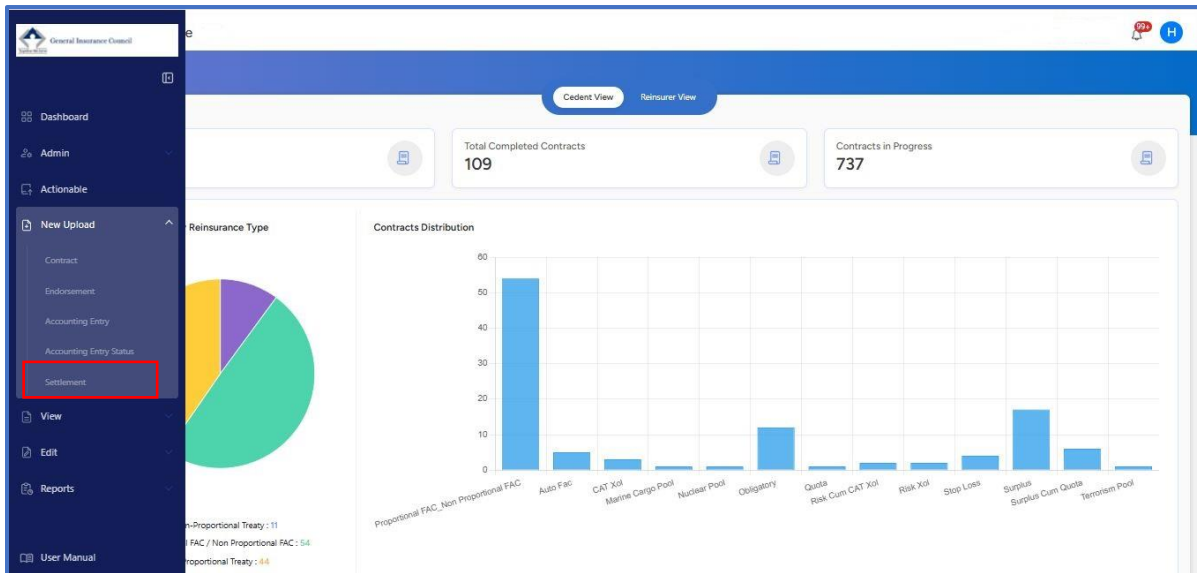 General Insurance Council
e
99+
H
Dashboard
Admin
Actionable
New Upload
Contract
Endorsement
Accounting Entry
Accounting Entry Status
Settlement
View
Edit
Reports
User Manual
Cedent View
Reinsurer View
Total Completed Contracts
109
Contracts in Progress
737
Reinsurance Type
n-Proportional Treaty : 11
l FAC / Non Proportional FAC : 54
roportional Treaty : 44
Contracts Distribution
60
50
40
30
20
10
0
Proportional FAC_Non Proportional FAC
Auto Fac
CAT Xol
Marine Cargo Pool
Nuclear Pool
Obligatory
Quota
Risk Cum CAT Xol
Risk Xol
Stop Loss
Surplus
Surplus Cum Quota
Terrorism Pool